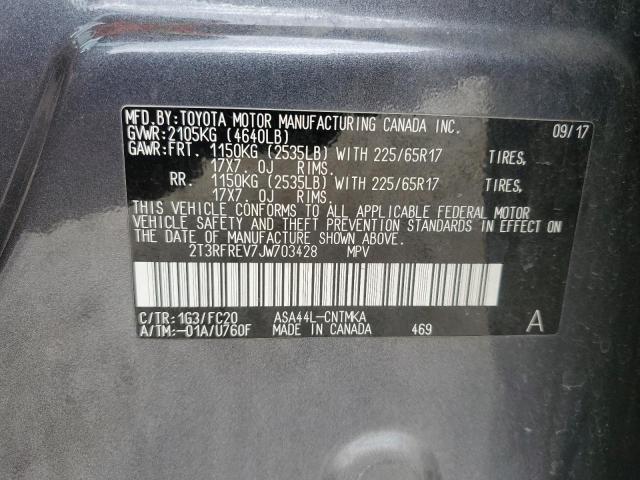 MFD.BY:TOYOTA MOTOR MANUFACTURING CANADA INC. 09/17
GVWR:2105KG (4640LB)
GAWR:FRT. 1150KG (2535LB) WITH 225/65R17 TIRES,
17X7. 0J RIMS.
RR. 1150KG (2535LB) WITH 225/65R17 TIRES,
17X7. 0J RIMS.
THIS VEHICLE CONFORMS TO ALL APPLICABLE FEDERAL MOTOR
VEHICLE SAFETY AND THEFT PREVENTION STANDARDS IN EFFECT ON
THE DATE OF MANUFACTURE SHOWN ABOVE.
2T3RFREV7JW703428 MPV
C/TR:1G3/FC20 ASA44L-CNTMKA
A/TM:-01A/U760F MADE IN CANADA 469 A